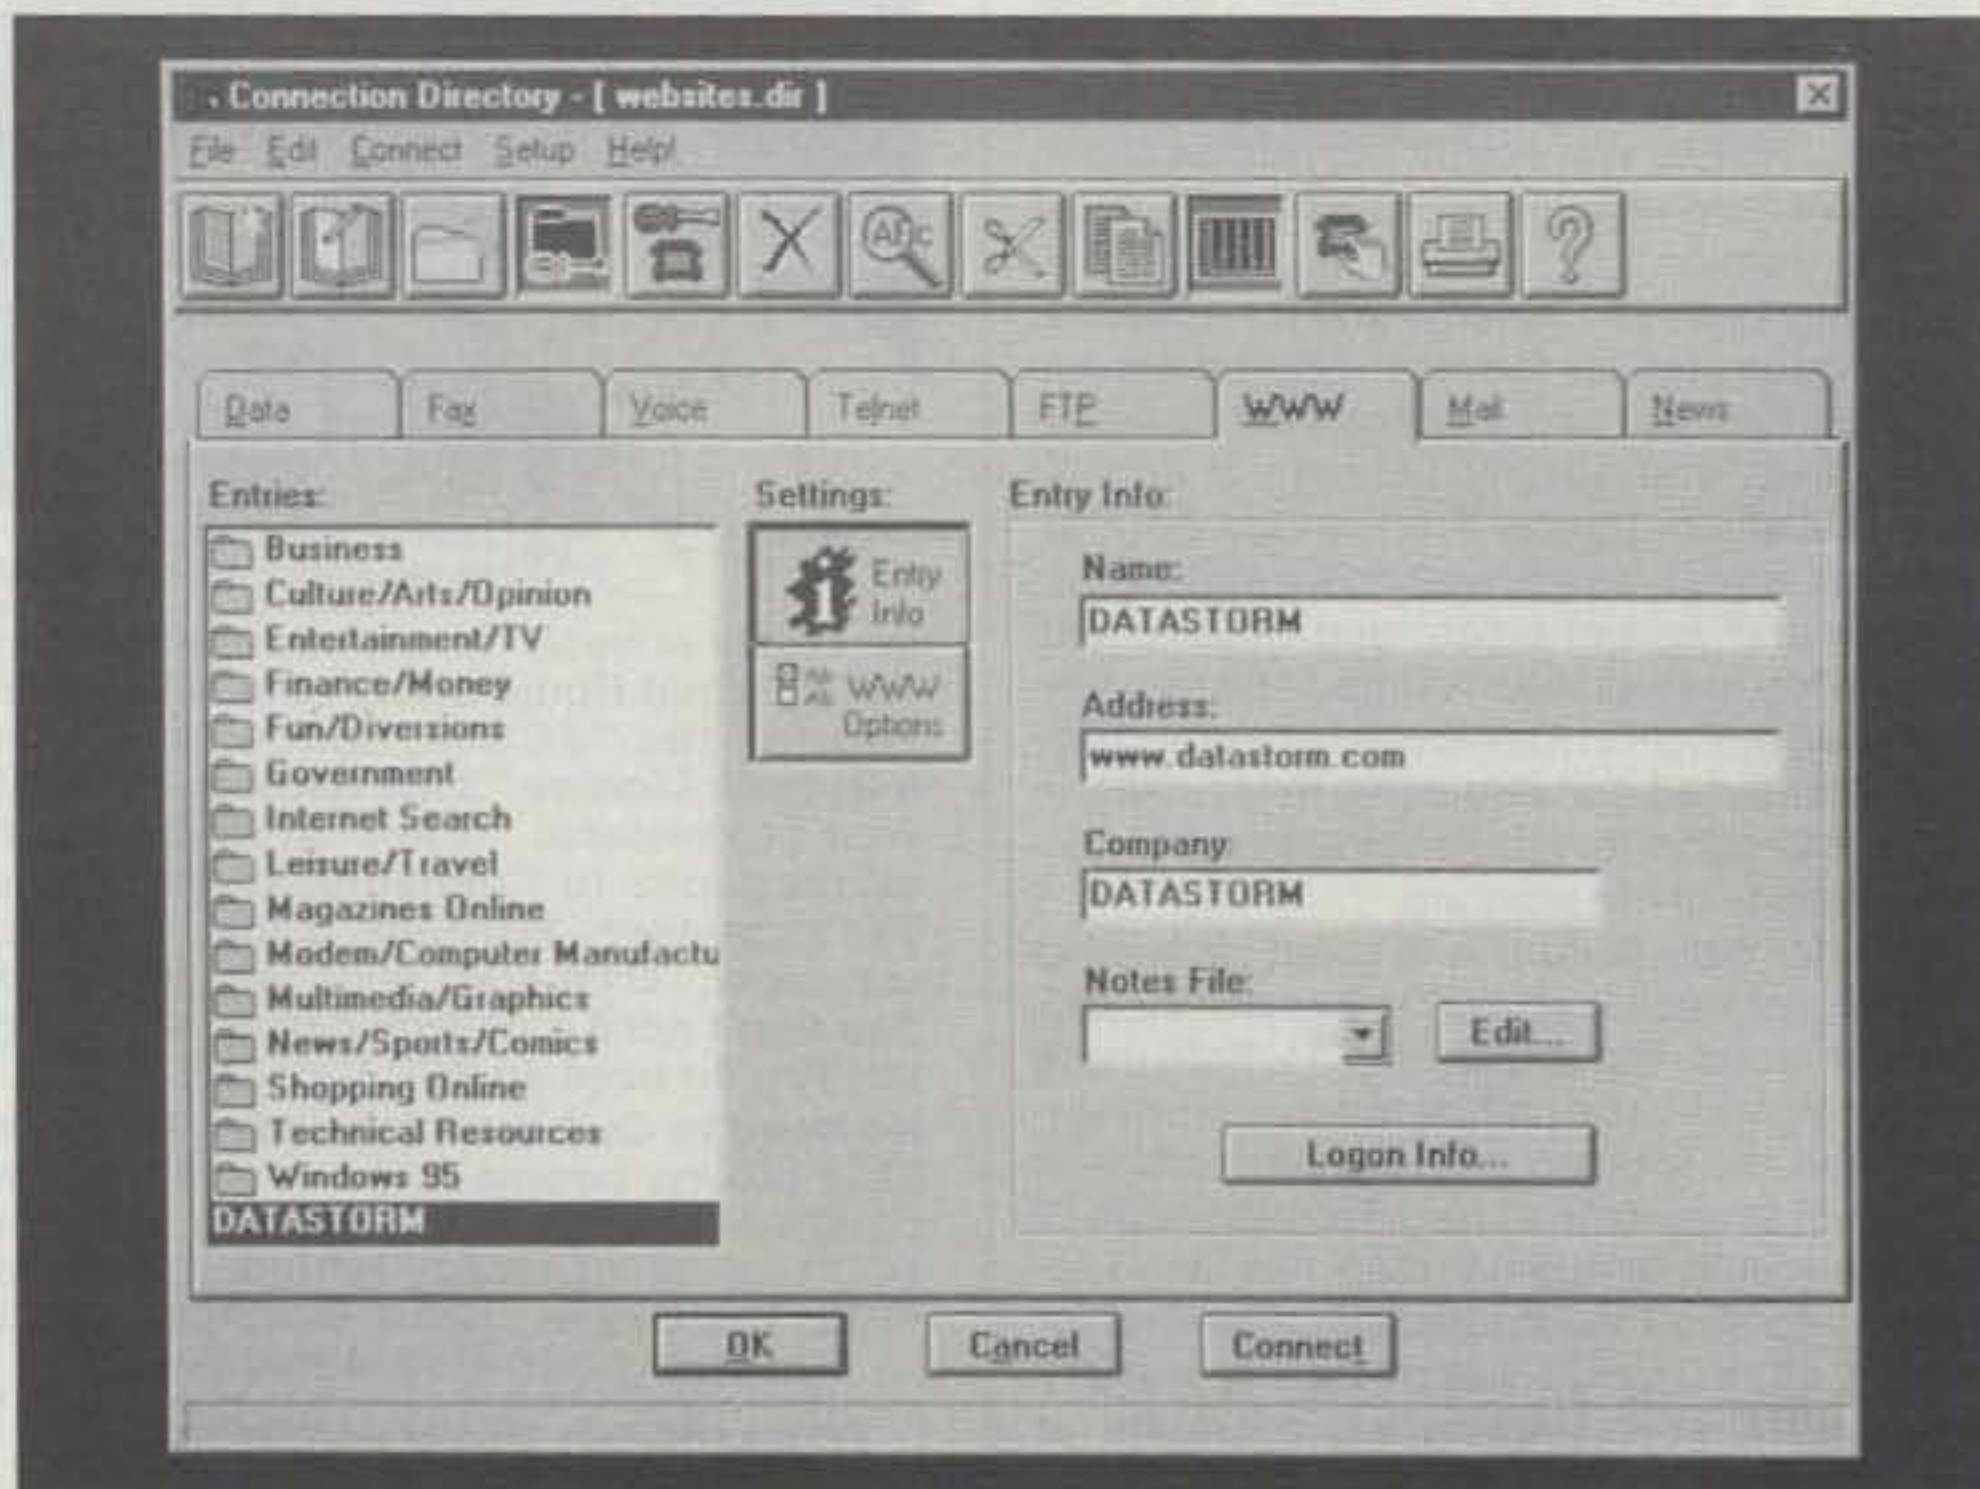 Connection Directory - [ websites.dir ]
File Edit Connect Setup Help!
ABC
Data Fax Voice Telnet FTP WWW Mail News
Entries: Settings: Entry Info:
Business
Culture/Arts/Opinion
Entertainment/TV
Finance/Money
Fun/Diversions
Government
Internet Search
Leisure/Travel
Magazines Online
Modem/Computer Manufactu
Multimedia/Graphics
News/Sports/Comics
Shopping Online
Technical Resources
Windows 95
DATASTORM
Entry
Info
WWW
Options
Name:
DATASTORM
Address:
www.datastorm.com
Company:
DATASTORM
Notes File:
Edit...
Logon Info...
OK Cancel Connect